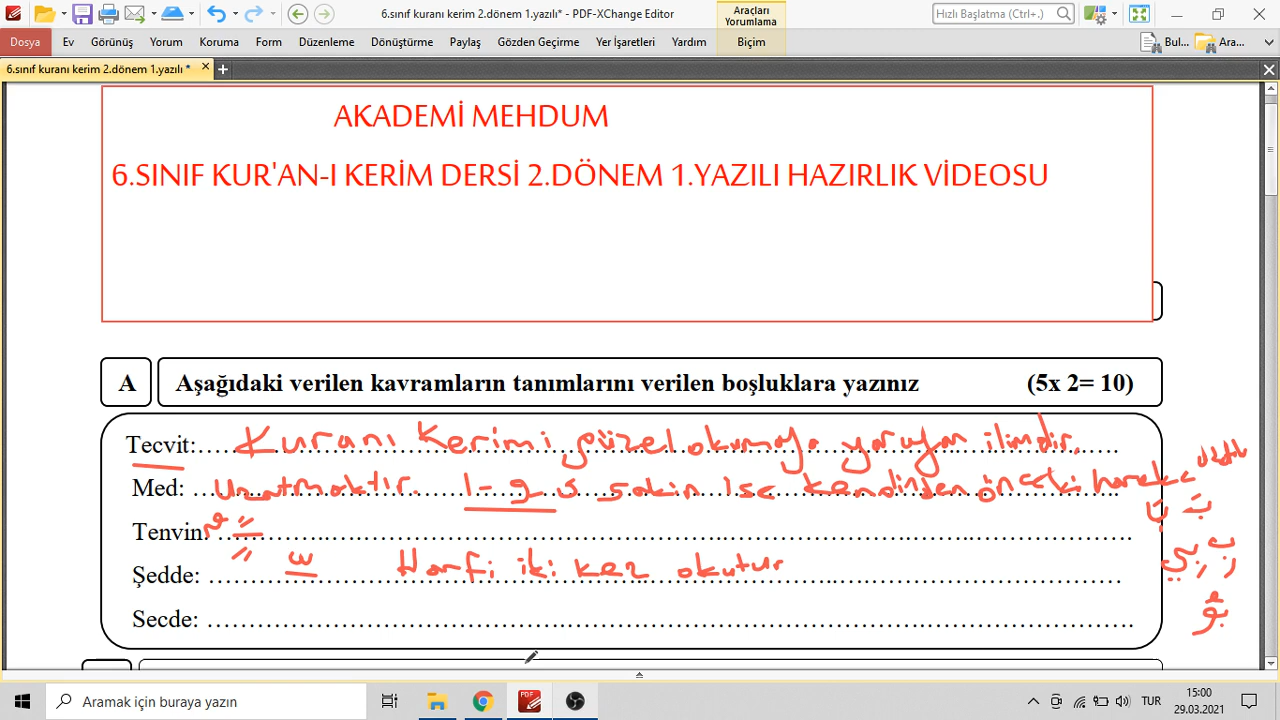 6.sınıf kuranı kerim 2.dönem 1.yazılı* - PDF-XChange Editor
Araçları Yorumlama
Hızlı Başlatma (Ctrl+.)
Dosya Ev Görünüş Yorum Koruma Form Düzenleme Dönüştürme Paylaş Gözden Geçirme Yer İşaretleri Yardım Biçim Bul... Ara...
6.sınıf kuranı kerim 2.dönem 1.yazılı *
AKADEMİ MEHDUM
6.SINIF KUR'AN-I KERİM DERSİ 2.DÖNEM 1.YAZILI HAZIRLIK VİDEOSU
A Aşağıdaki verilen kavramların tanımlarını verilen boşluklara yazınız (5x 2= 10)
Tecvit: Kuranı Kerimi güzel okumaya yarayan ilimdir.
Med: Uzatmaktır. ا - و ى sakin ise kendinden önceki hareke
Tenvin:
Şedde: Harfi iki kez okutur
Secde:
Aramak için buraya yazın
TUR
15:00
29.03.2021